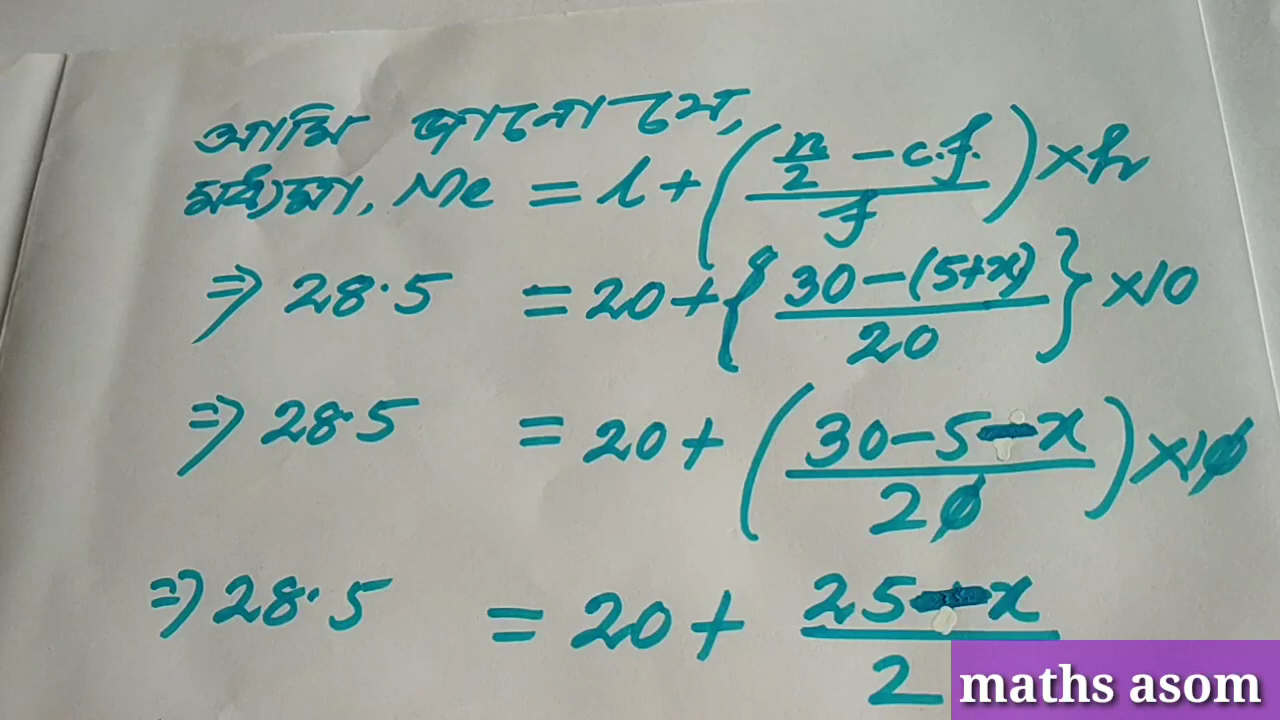 আমি জানো যে,
মধ্যমা, Me = l + ( (n/2 - c.f.) / f ) × h
⇒ 28.5 = 20 + { (30 - (5+x)) / 20 } × 10
⇒ 28.5 = 20 + ( (30 - 5 - x) / 20 ) × 10
⇒ 28.5 = 20 + (25 - x) / 2
maths asom